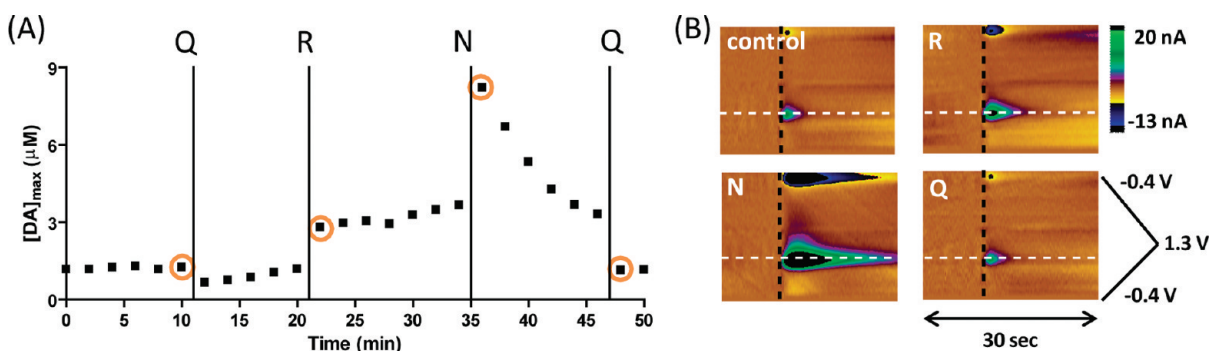 (A)
Q R N Q
9
6
3
0
[DA]max (μM)
0 5 10 15 20 25 30 35 40 45 50
Time (min)
(B)
control
R
20 nA
-13 nA
N
Q
-0.4 V
1.3 V
-0.4 V
30 sec